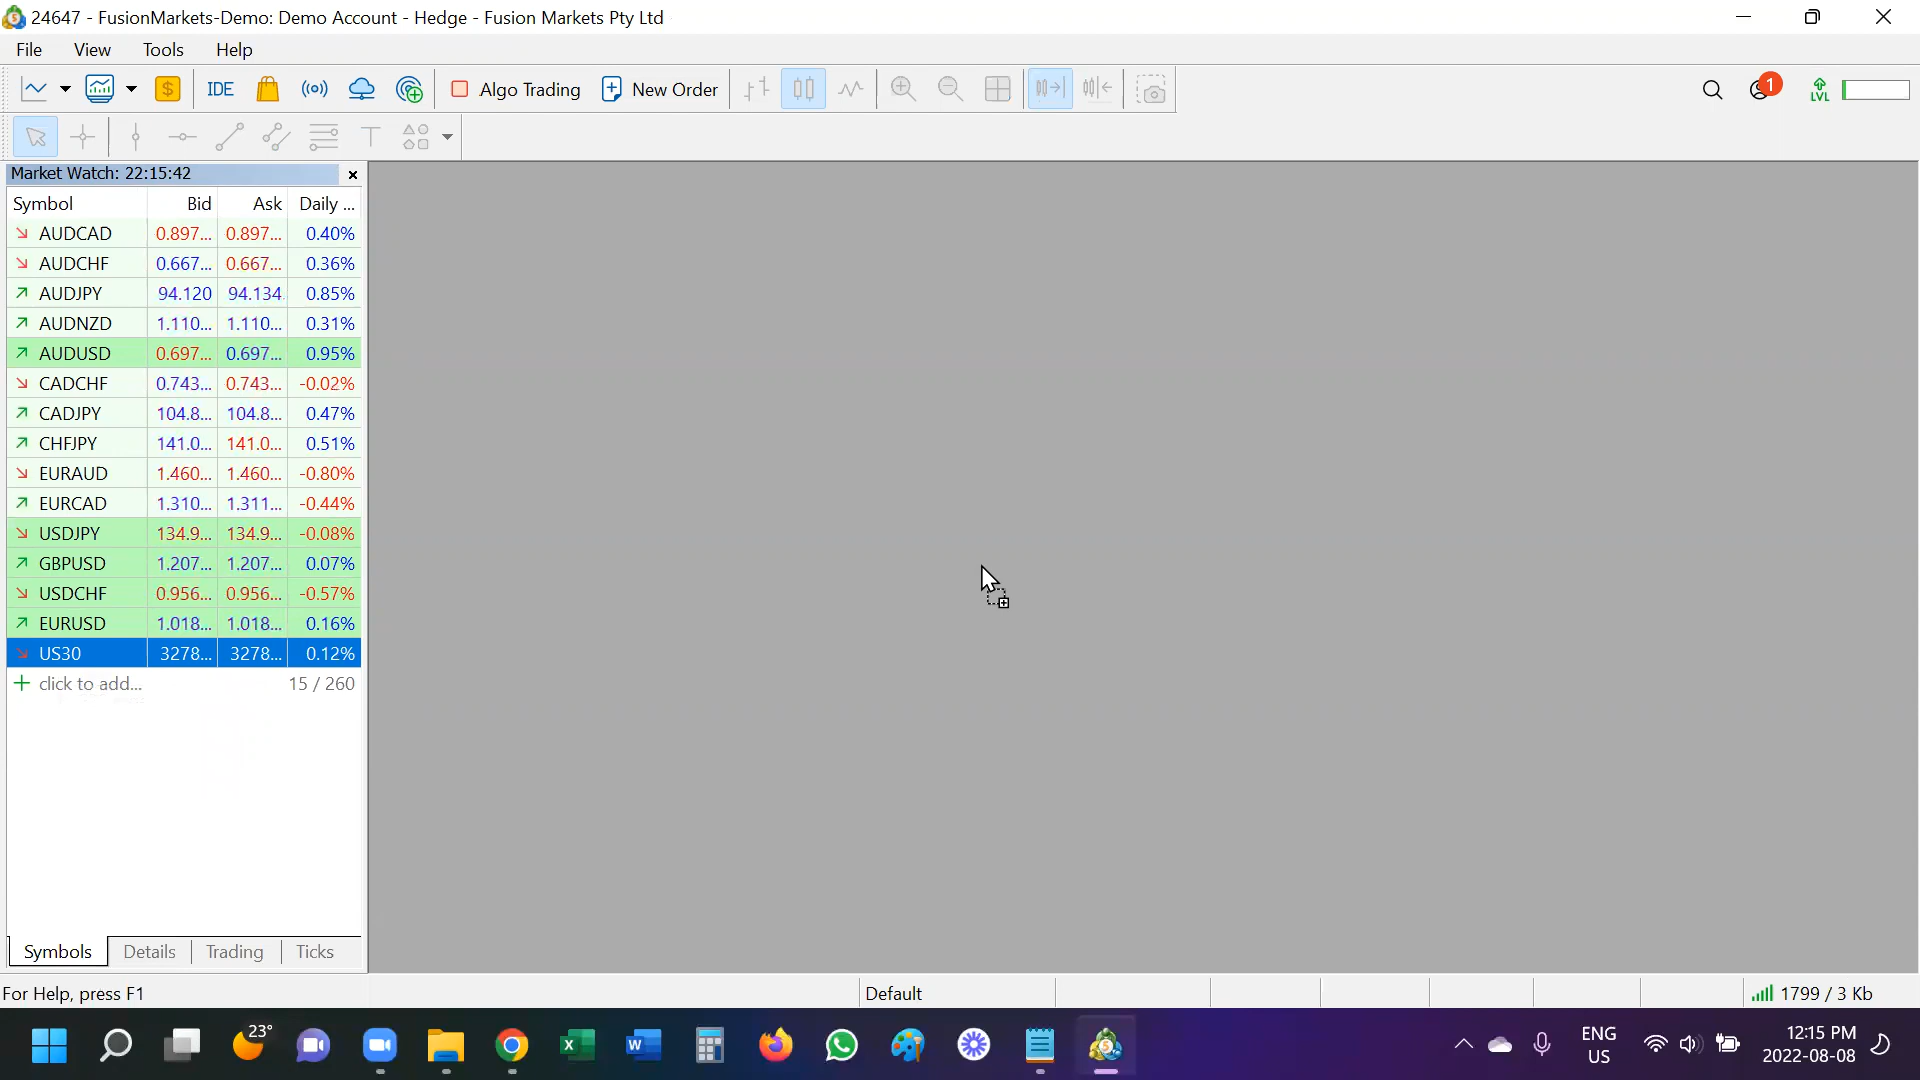 24647 - FusionMarkets-Demo: Demo Account - Hedge - Fusion Markets Pty Ltd
File View Tools Help
IDE Algo Trading New Order 1 LVL
Market Watch: 22:15:42
Symbol Bid Ask Daily ...
AUDCAD 0.897... 0.897... 0.40%
AUDCHF 0.667... 0.667... 0.36%
AUDJPY 94.120 94.134 0.85%
AUDNZD 1.110... 1.110... 0.31%
AUDUSD 0.697... 0.697... 0.95%
CADCHF 0.743... 0.743... -0.02%
CADJPY 104.8... 104.8... 0.47%
CHFJPY 141.0... 141.0... 0.51%
EURAUD 1.460... 1.460... -0.80%
EURCAD 1.310... 1.311... -0.44%
USDJPY 134.9... 134.9... -0.08%
GBPUSD 1.207... 1.207... 0.07%
USDCHF 0.956... 0.956... -0.57%
EURUSD 1.018... 1.018... 0.16%
US30 3278... 3278... 0.12%
click to add... 15 / 260
Symbols Details Trading Ticks
For Help, press F1 Default 1799 / 3 Kb
23° ENG 12:15 PM
US 2022-08-08